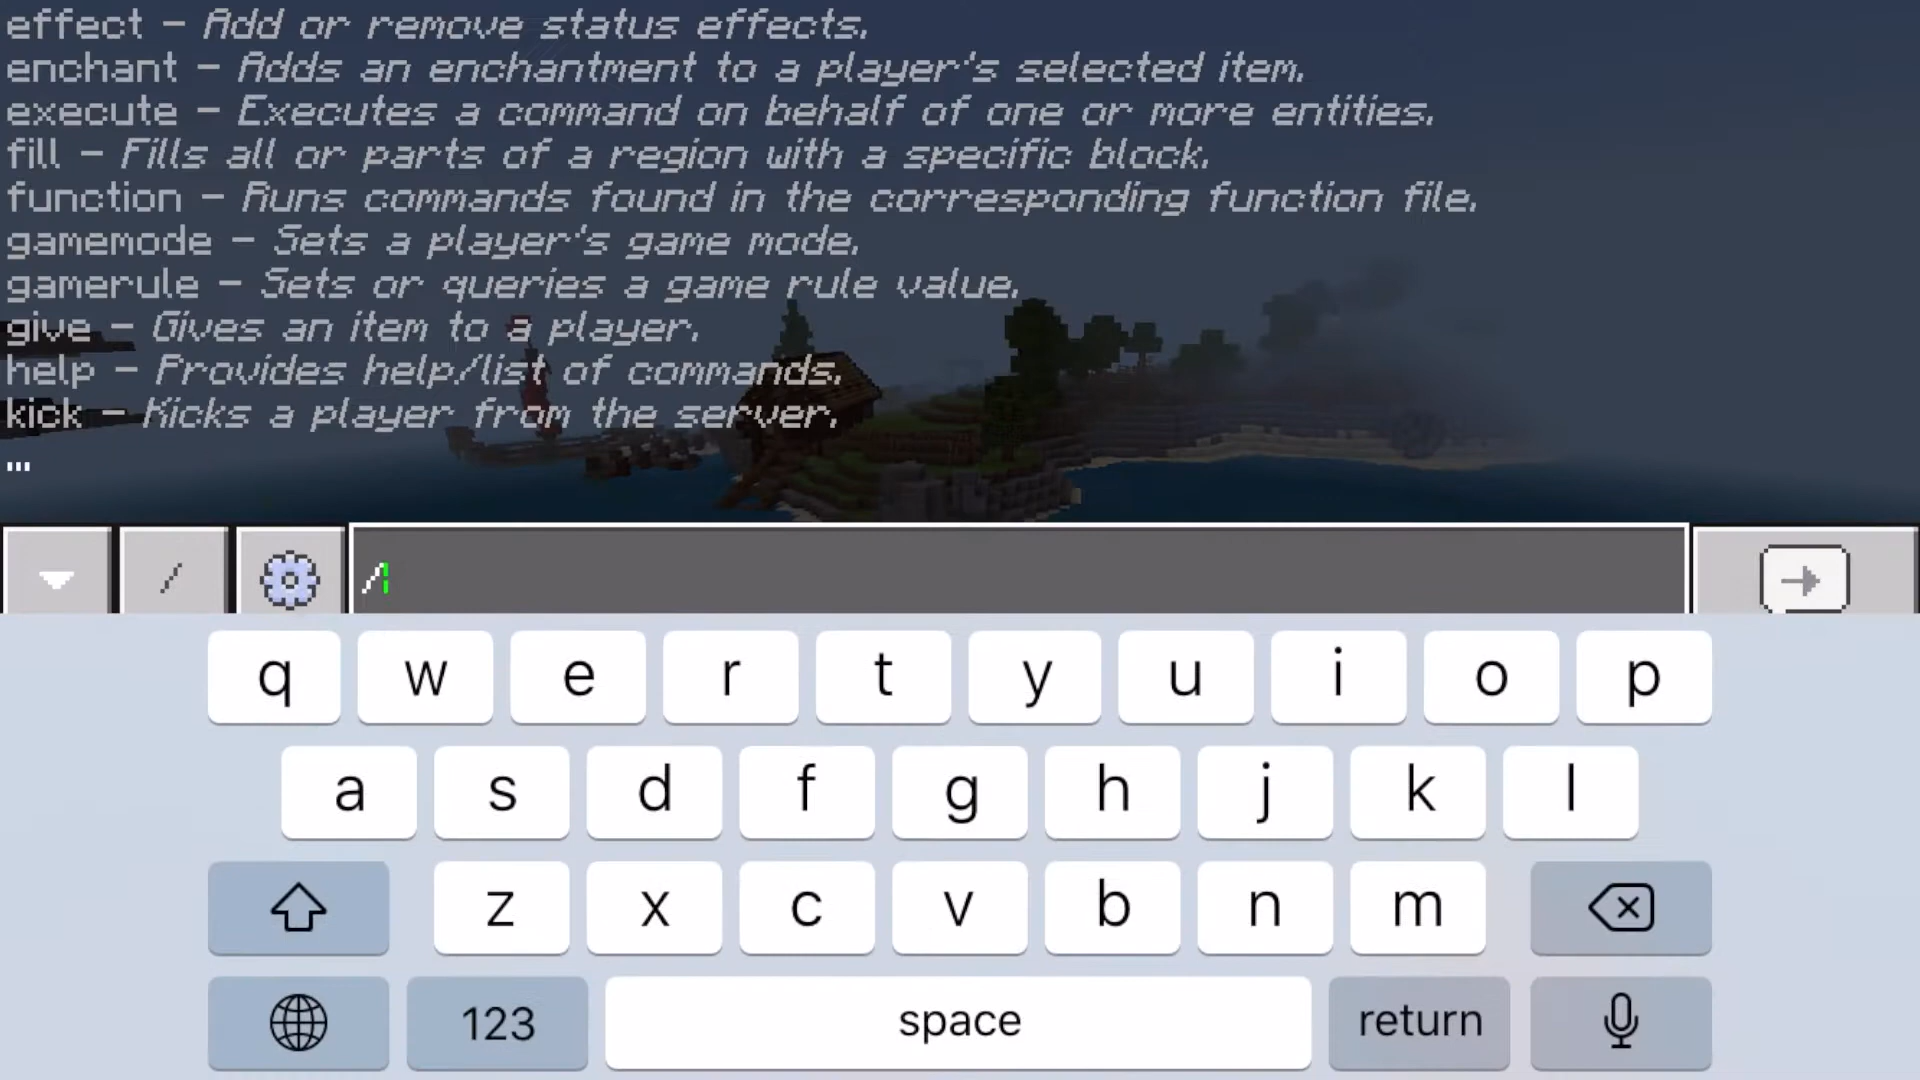 effect - Add or remove status effects.
enchant - Adds an enchantment to a player's selected item.
execute - Executes a command on behalf of one or more entities.
fill - Fills all or parts of a region with a specific block.
function - Runs commands found in the corresponding function file.
gamemode - Sets a player's game mode.
gamerule - Sets or queries a game rule value.
give - Gives an item to a player.
help - Provides help/list of commands.
kick - Kicks a player from the server.
...
/ /
q w e r t y u i o p
a s d f g h j k l
z x c v b n m
123 space return